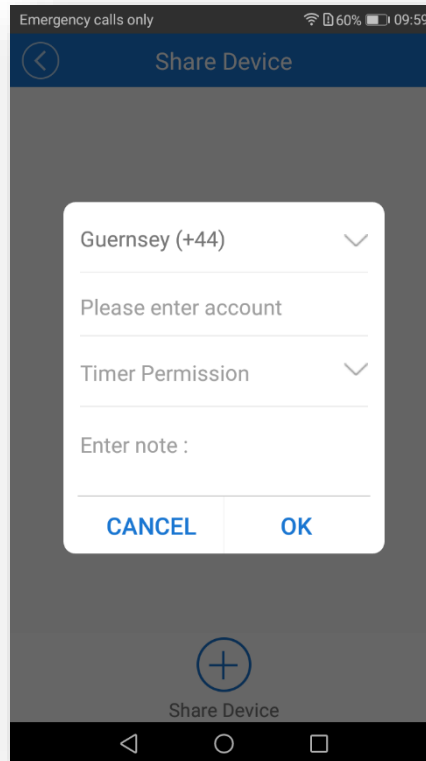 Emergency calls only 60% 09:59
Share Device
Guernsey (+44)
Please enter account
Timer Permission
Enter note :
CANCEL OK
Share Device